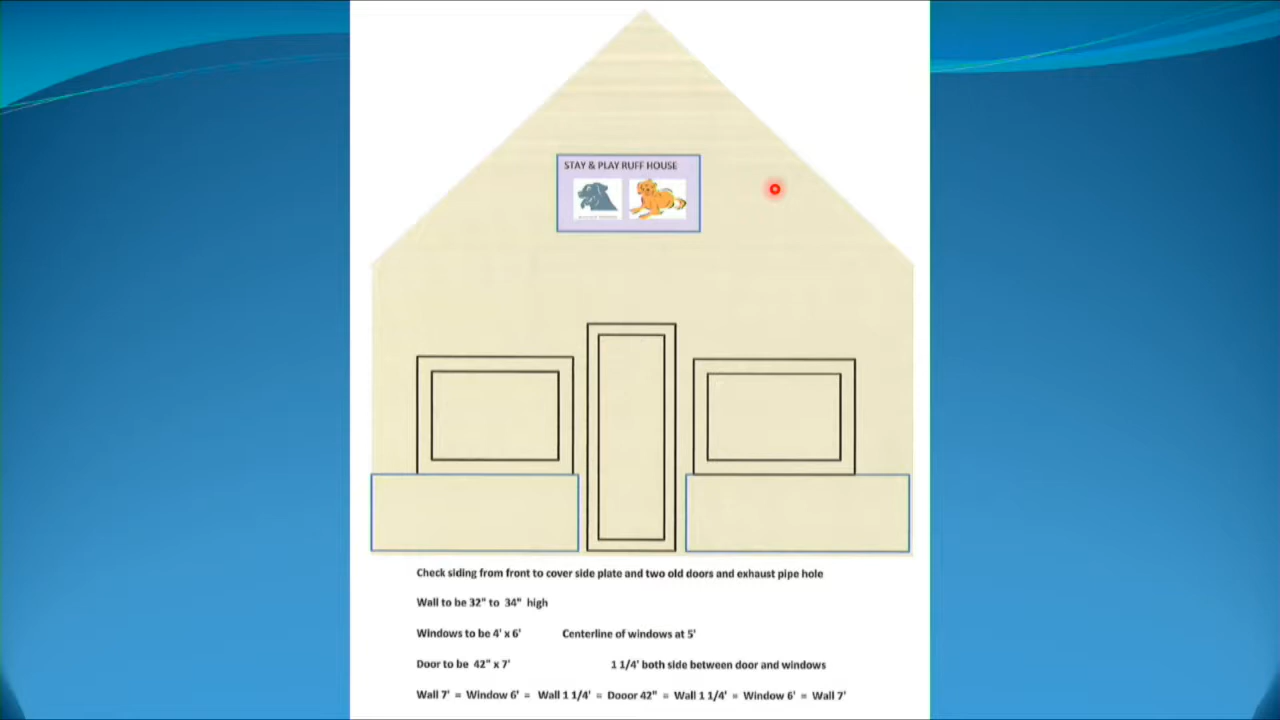 STAY & PLAY RUFF HOUSE
Check siding from front to cover side plate and two old doors and exhaust pipe hole
Wall to be 32" to 34" high
Windows to be 4' x 6' Centerline of windows at 5'
Door to be 42" x 7' 1 1/4' both side between door and windows
Wall 7' = Window 6' = Wall 1 1/4' = Dooor 42" = Wall 1 1/4' = Window 6' = Wall 7'